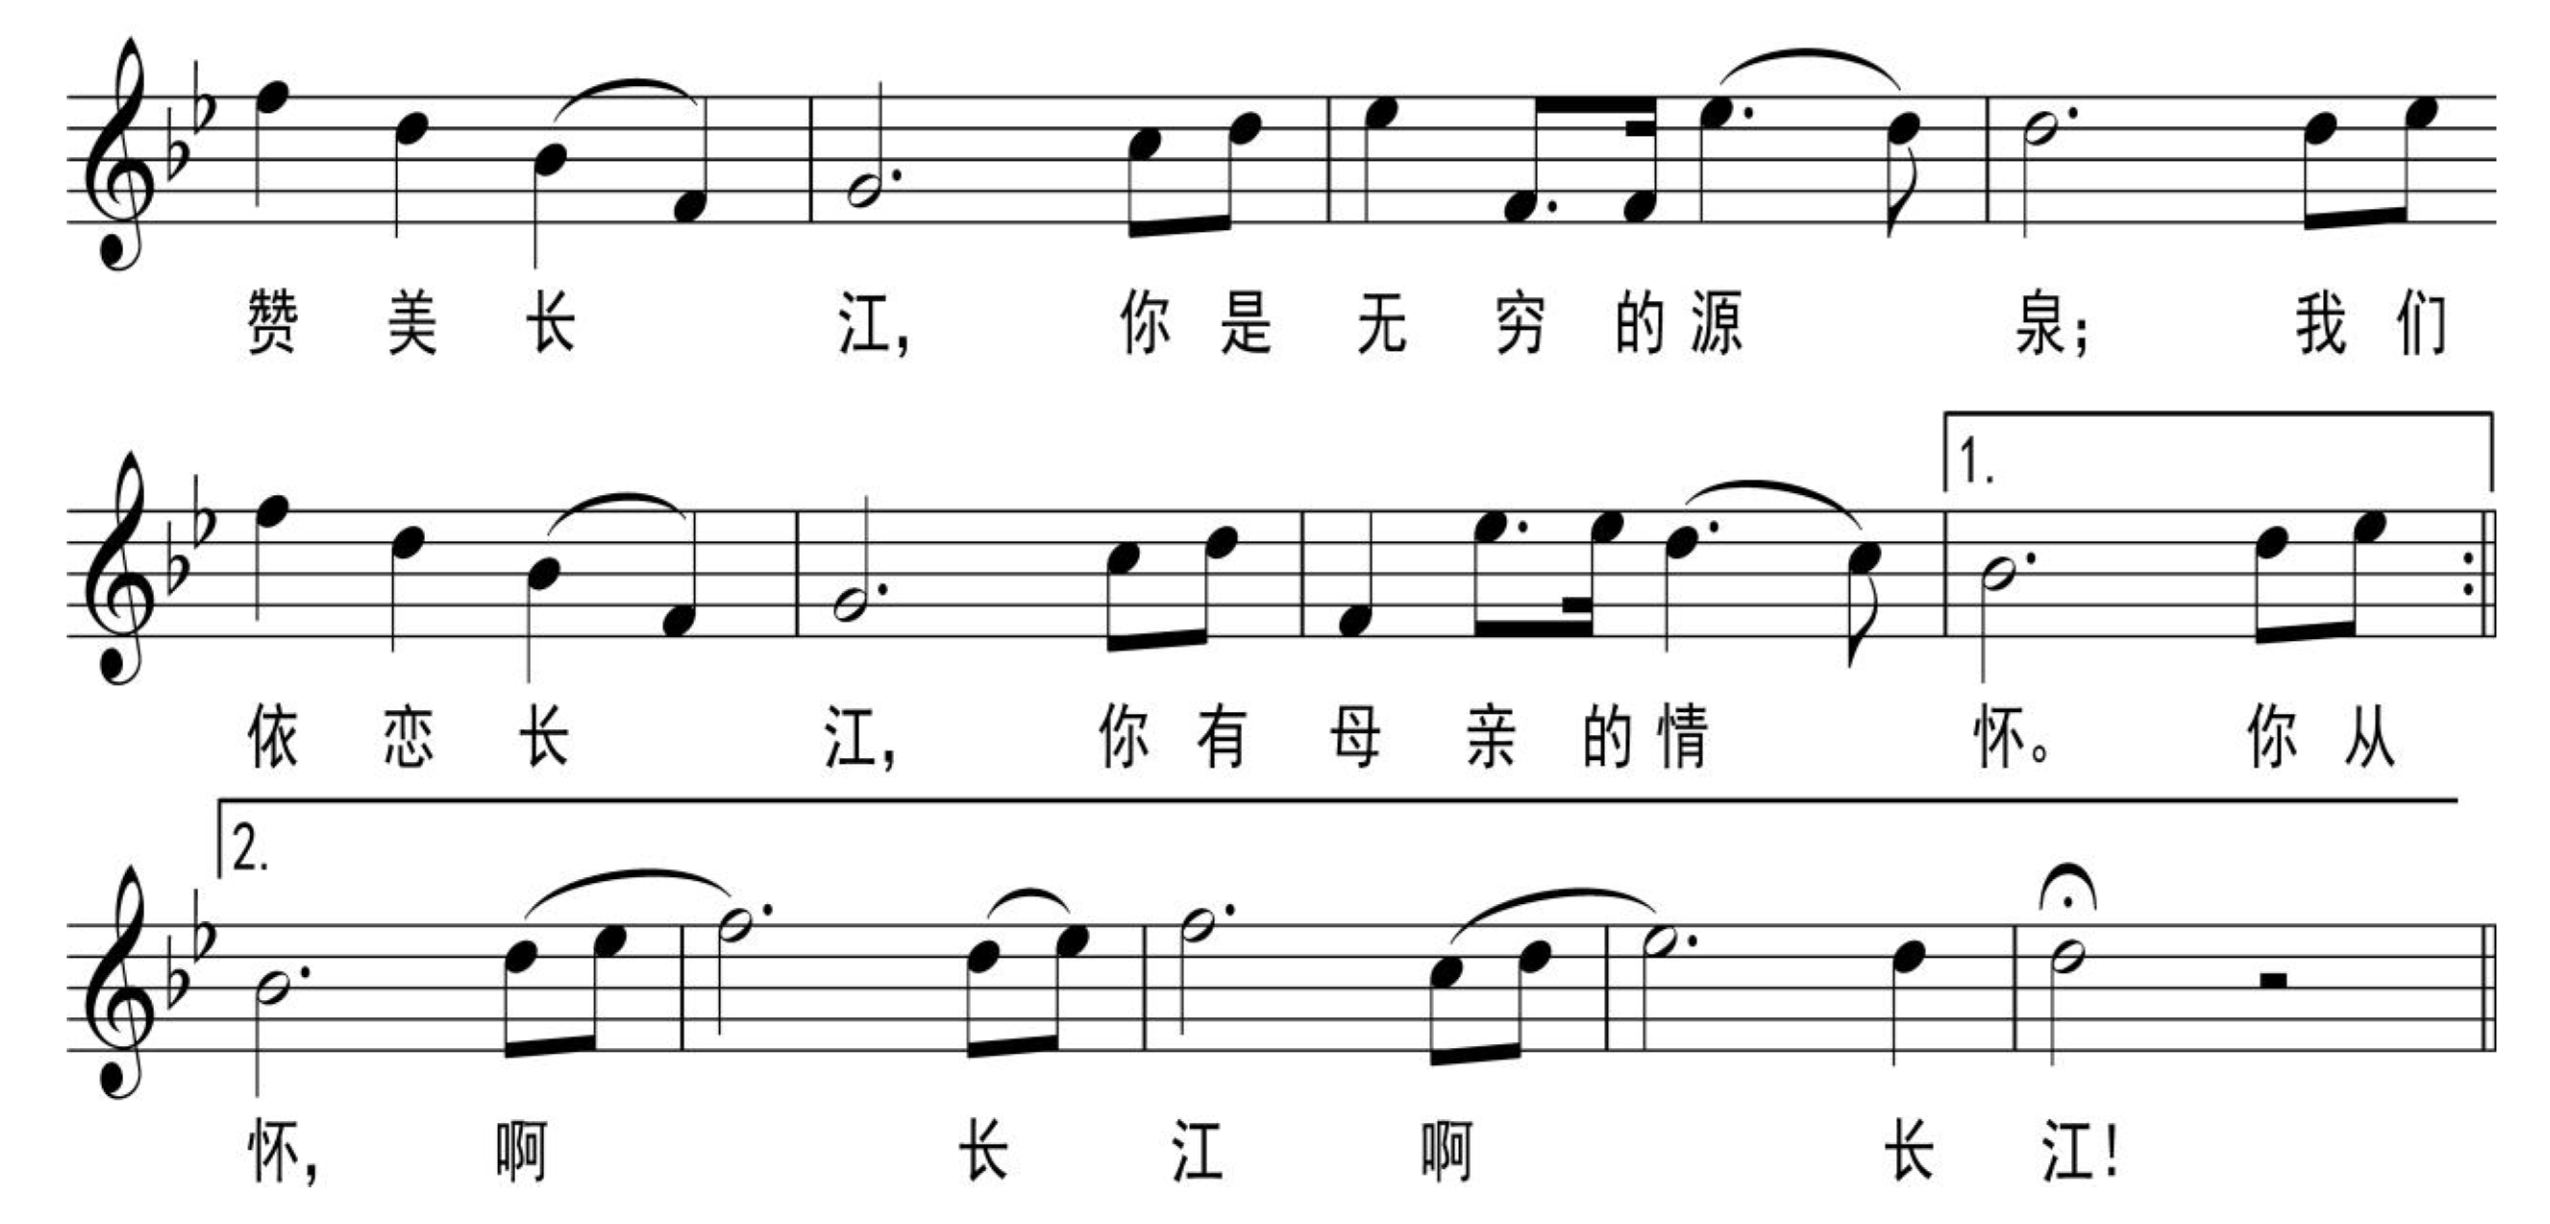 赞 美 长 江, 你 是 无 穷 的 源 泉; 我 们
1.
依 恋 长 江, 你 有 母 亲 的 情 怀。 你 从
2.
怀, 啊 长 江 啊 长 江!